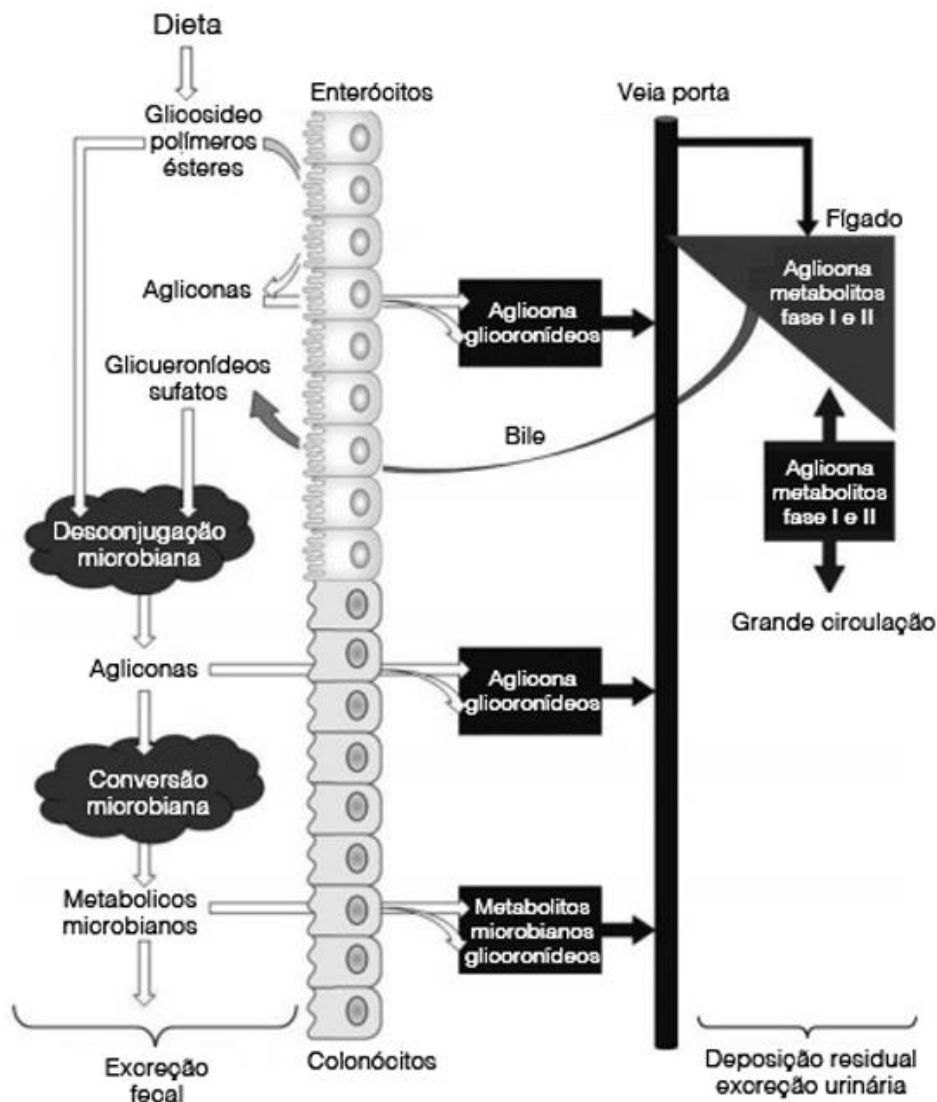 Dieta
Glicosideo
polímeros
ésteres
Enterócitos
Veia porta
Fígado
Aglicona
metabolitos
fase I e II
Agliconas
Aglicona
glicoronídeos
Glicueronídeos
sufatos
Bile
Aglicona
metabolitos
fase I e II
Desconjugação
microbiana
Grande circulação
Agliconas
Aglicona
glicoronídeos
Conversão
microbiana
Metabolicos
microbianos
Metabolitos
microbianos
glicoronídeos
Excreção
fecal
Colonócitos
Deposição residual
excreção urinária